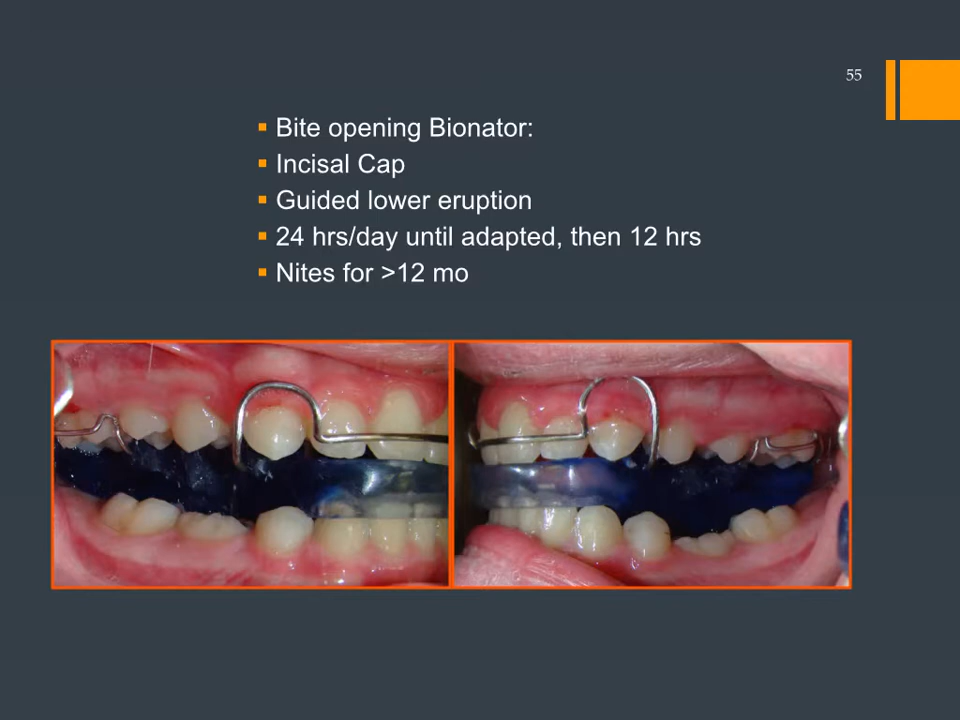 55
Bite opening Bionator:
Incisal Cap
Guided lower eruption
24 hrs/day until adapted, then 12 hrs
Nites for >12 mo